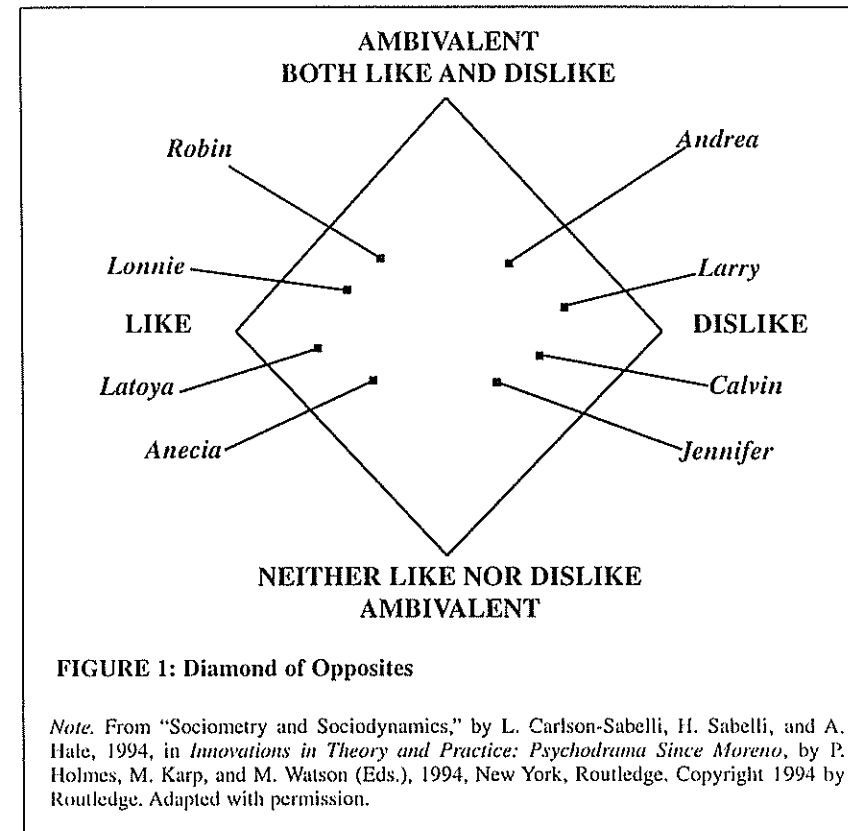 AMBIVALENT
BOTH LIKE AND DISLIKE
Robin
Andrea
Lonnie
Larry
LIKE
DISLIKE
Latoya
Calvin
Anecia
Jennifer
NEITHER LIKE NOR DISLIKE
AMBIVALENT
FIGURE 1: Diamond of Opposites
Note. From “Sociometry and Sociodynamics,” by L. Carlson-Sabelli, H. Sabelli, and A.
Hale, 1994, in Innovations in Theory and Practice: Psychodrama Since Moreno, by P.
Holmes, M. Karp, and M. Watson (Eds.), 1994, New York, Routledge. Copyright 1994 by
Routledge. Adapted with permission.